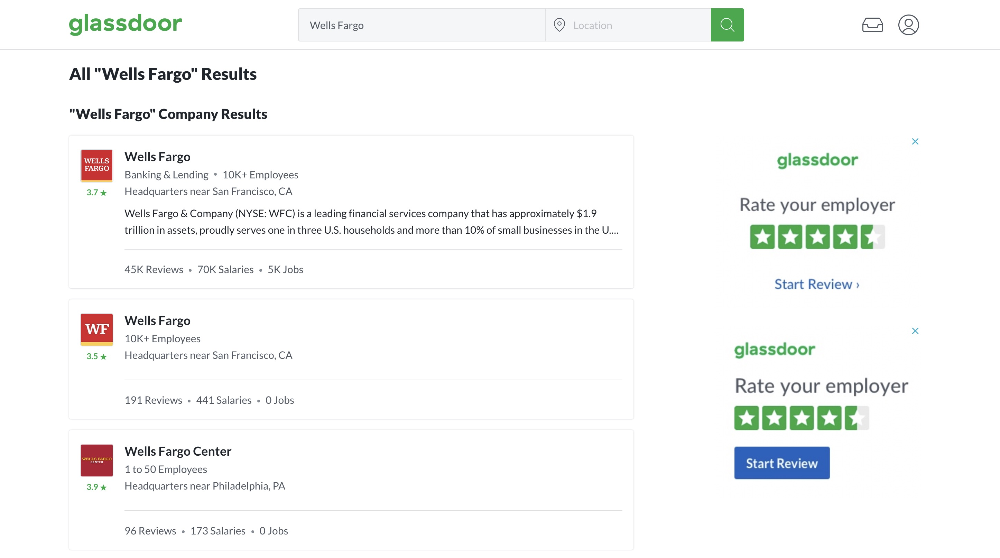 glassdoor
Wells Fargo
Location
All "Wells Fargo" Results
"Wells Fargo" Company Results
WELLS
FARGO
3.7 ★
Wells Fargo
Banking & Lending • 10K+ Employees
Headquarters near San Francisco, CA
Wells Fargo & Company (NYSE: WFC) is a leading financial services company that has approximately $1.9
trillion in assets, proudly serves one in three U.S. households and more than 10% of small businesses in the U.…
45K Reviews • 70K Salaries • 5K Jobs
WF
3.5 ★
Wells Fargo
10K+ Employees
Headquarters near San Francisco, CA
191 Reviews • 441 Salaries • 0 Jobs
WELLS FARGO
CENTER
3.9 ★
Wells Fargo Center
1 to 50 Employees
Headquarters near Philadelphia, PA
96 Reviews • 173 Salaries • 0 Jobs
glassdoor
Rate your employer
Start Review ›
glassdoor
Rate your employer
Start Review